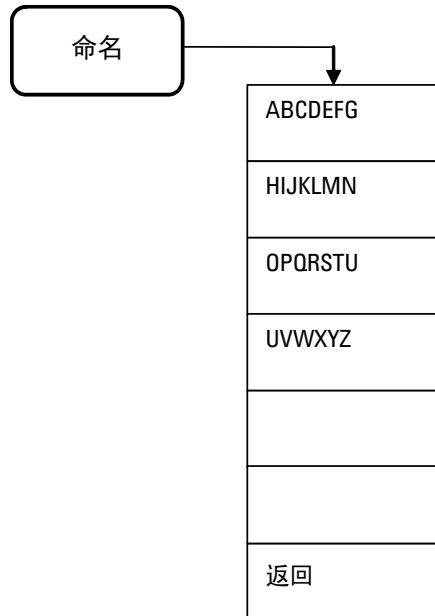 命名
ABCDEFG
HIJKLMN
OPQRSTU
UVWXYZ
返回